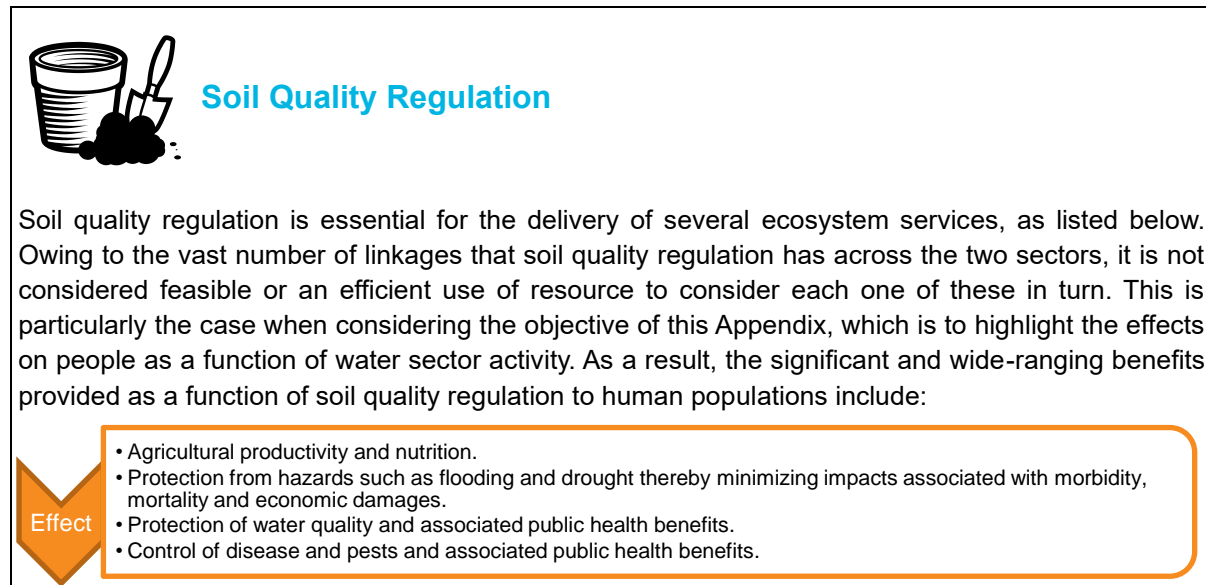 Soil Quality Regulation
Soil quality regulation is essential for the delivery of several ecosystem services, as listed below.
Owing to the vast number of linkages that soil quality regulation has across the two sectors, it is not
considered feasible or an efficient use of resource to consider each one of these in turn. This is
particularly the case when considering the objective of this Appendix, which is to highlight the effects
on people as a function of water sector activity. As a result, the significant and wide-ranging benefits
provided as a function of soil quality regulation to human populations include:
Effect
• Agricultural productivity and nutrition.
• Protection from hazards such as flooding and drought thereby minimizing impacts associated with morbidity,
mortality and economic damages.
• Protection of water quality and associated public health benefits.
• Control of disease and pests and associated public health benefits.